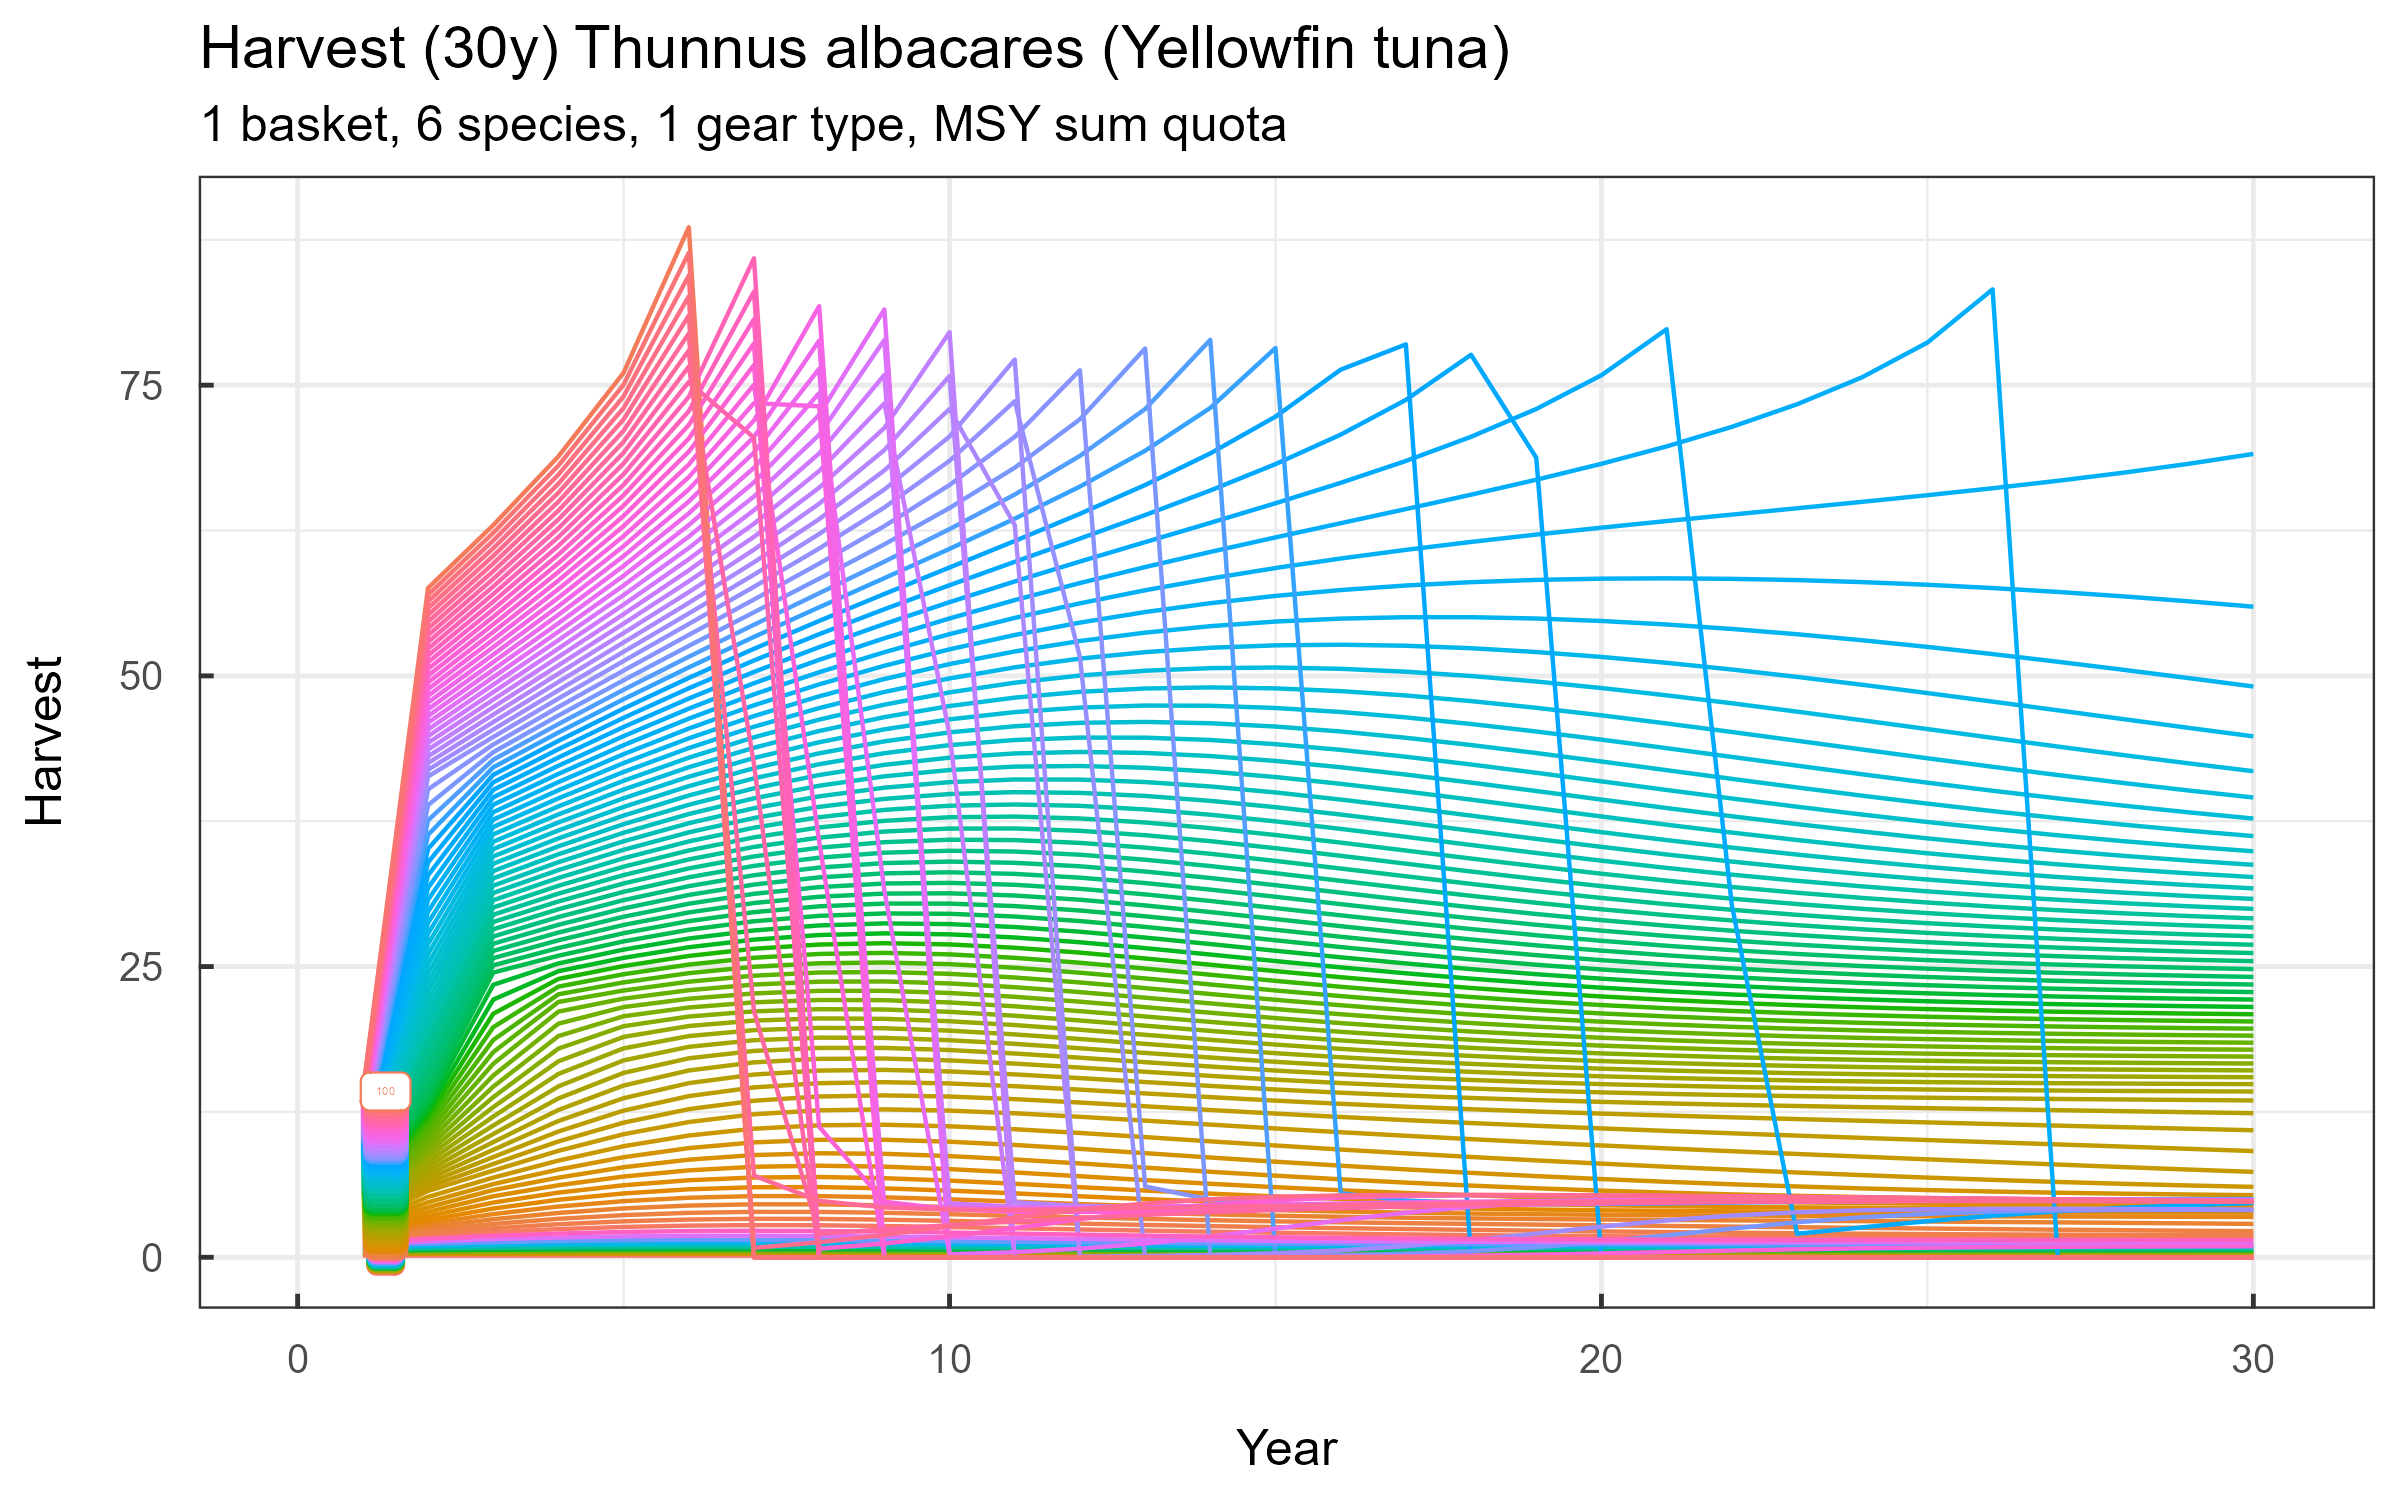 Harvest (30y) Thunnus albacares (Yellowfin tuna)
1 basket, 6 species, 1 gear type, MSY sum quota
Harvest
75
50
25
0
100
0
10
20
30
Year